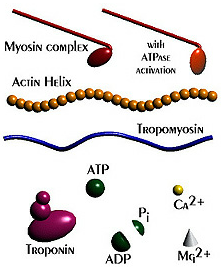 Myosin complex
with
ATPase
activation
Actin Helix
Tropomyosin
ATP
Ca2+
Pi
Troponin
ADP
Mg2+